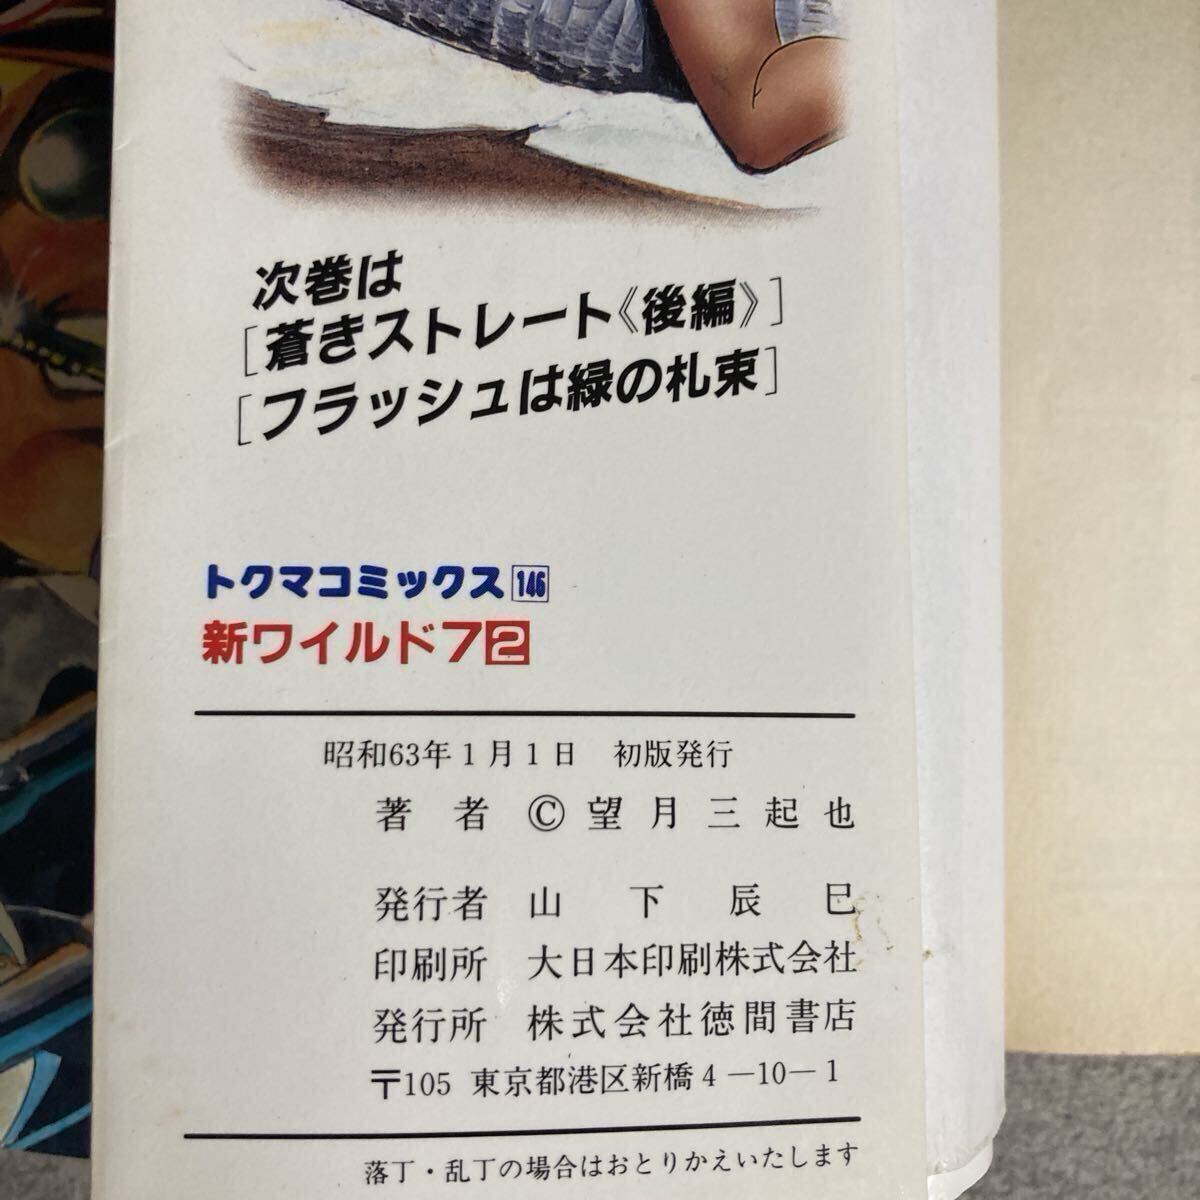 次巻は
[蒼きストレート《後編》]
[フラッシュは緑の札束]
トクマコミックス146
新ワイルド7 2
昭和63年1月1日 初版発行
著者 ©望月三起也
発行者 山下辰巳
印刷所 大日本印刷株式会社
発行所 株式会社徳間書店
〒105 東京都港区新橋4-10-1
落丁・乱丁の場合はおとりかえいたします